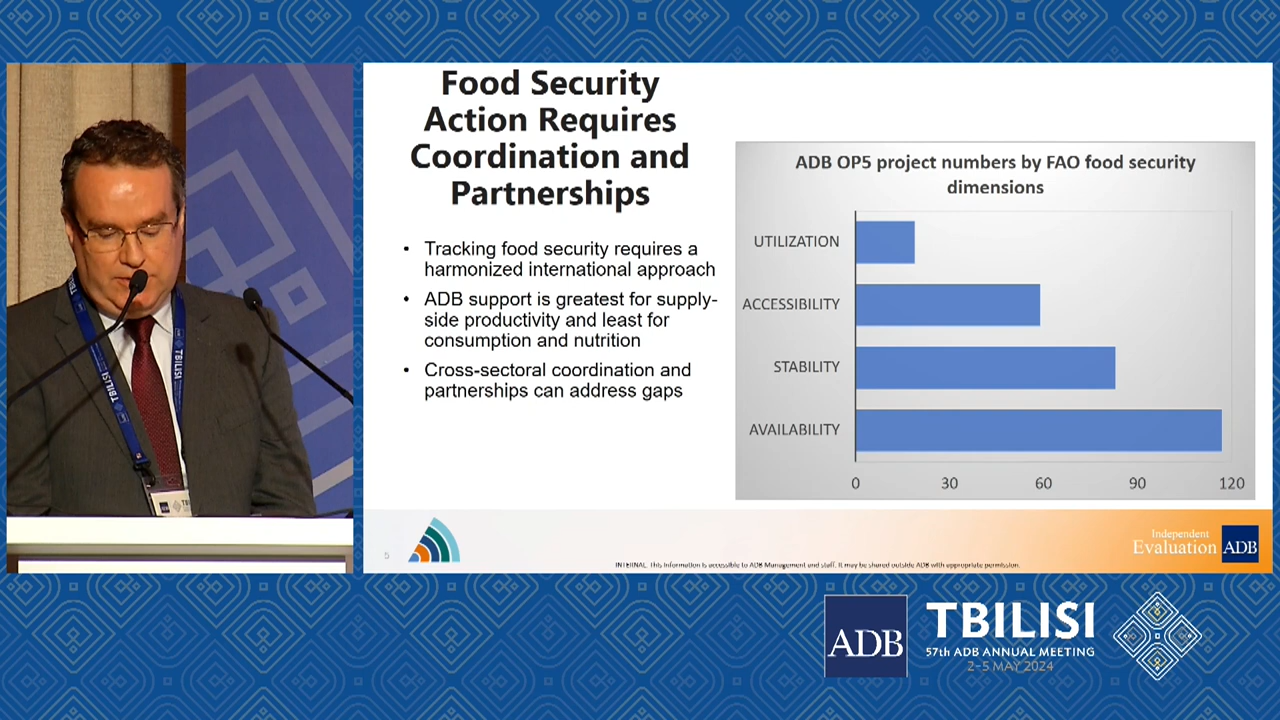 Food Security
Action Requires
Coordination and
Partnerships
• Tracking food security requires a
harmonized international approach
• ADB support is greatest for supply-
side productivity and least for
consumption and nutrition
• Cross-sectoral coordination and
partnerships can address gaps
ADB OP5 project numbers by FAO food security
dimensions
UTILIZATION
ACCESSIBILITY
STABILITY
AVAILABILITY
0 30 60 90 120
5
INTERNAL. This information is accessible to ADB Management and staff. It may be shared outside ADB with appropriate permission.
Independent
Evaluation ADB
TBILISI
TBILISI
ADB
ADB
TBILISI
57th ADB ANNUAL MEETING
2–5 MAY 2024